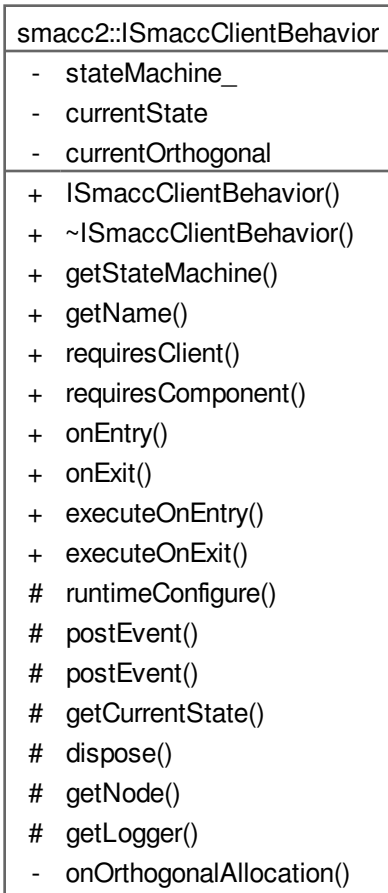 smacc2::ISmaccClientBehavior
- stateMachine_
- currentState
- currentOrthogonal
+ ISmaccClientBehavior()
+ ~ISmaccClientBehavior()
+ getStateMachine()
+ getName()
+ requiresClient()
+ requiresComponent()
+ onEntry()
+ onExit()
+ executeOnEntry()
+ executeOnExit()
# runtimeConfigure()
# postEvent()
# postEvent()
# getCurrentState()
# dispose()
# getNode()
# getLogger()
- onOrthogonalAllocation()